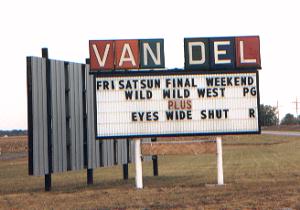 VAN DEL
FRI SAT SUN FINAL WEEKEND
WILD WILD WEST PG
PLUS
EYES WIDE SHUT R